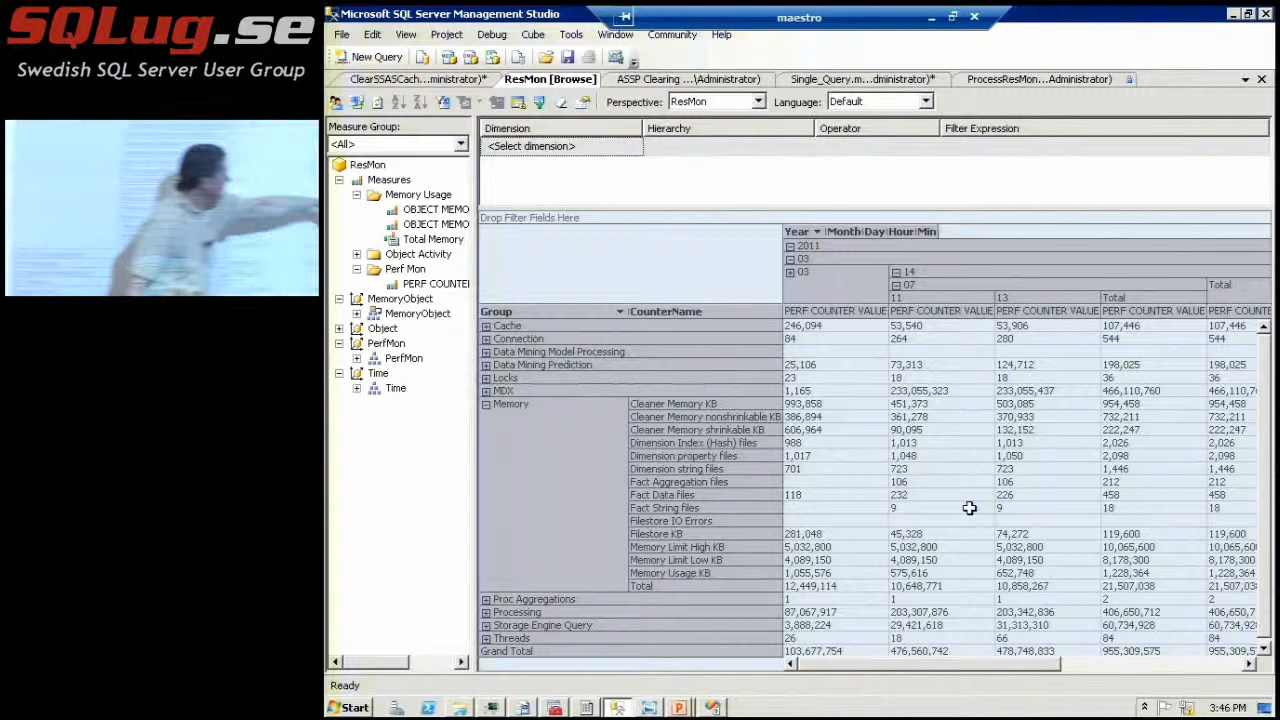 SQLug.se
Swedish SQL Server User Group
Microsoft SQL Server Management Studio
maestro
File Edit View Project Debug Cube Tools Window Community Help
New Query
ClearSSASCach...ministrator)* ResMon [Browse] ASSP Clearing ...\Administrator) Single_Query.m...dministrator)* ProcessResMon...Administrator)
Perspective: ResMon Language: Default
Measure Group:
<All>
ResMon
Measures
Memory Usage
OBJECT MEMO
OBJECT MEMO
Total Memory
Object Activity
Perf Mon
PERF COUNTE
MemoryObject
MemoryObject
Object
PerfMon
PerfMon
Time
Time
Dimension Hierarchy Operator Filter Expression
<Select dimension>
Drop Filter Fields Here
Year Month Day Hour Min
2011
03
03 14
07 Total
11 13 Total
Group CounterName PERF COUNTER VALUE PERF COUNTER VALUE PERF COUNTER VALUE PERF COUNTER VALUE PERF COUNT
Cache 246,094 53,540 53,906 107,446 107,446
Connection 84 264 280 544 544
Data Mining Model Processing
Data Mining Prediction 25,106 73,313 124,712 198,025 198,025
Locks 23 18 18 36 36
MDX 1,165 233,055,323 233,055,437 466,110,760 466,110,7
Memory Cleaner Memory KB 993,858 451,373 503,085 954,458 954,458
Cleaner Memory nonshrinkable KB 386,894 361,278 370,933 732,211 732,211
Cleaner Memory shrinkable KB 606,964 90,095 132,152 222,247 222,247
Dimension Index (Hash) files 988 1,013 1,013 2,026 2,026
Dimension property files 1,017 1,048 1,050 2,098 2,098
Dimension string files 701 723 723 1,446 1,446
Fact Aggregation files 106 106 212 212
Fact Data files 118 232 226 458 458
Fact String files 9 9 18 18
Filestore IO Errors
Filestore KB 281,048 45,328 74,272 119,600 119,600
Memory Limit High KB 5,032,800 5,032,800 5,032,800 10,065,600 10,065,60
Memory Limit Low KB 4,089,150 4,089,150 4,089,150 8,178,300 8,178,300
Memory Usage KB 1,055,576 575,616 652,748 1,228,364 1,228,364
Total 12,449,114 10,648,771 10,858,267 21,507,038 21,507,038
Proc Aggregations 1 1 1 2 2
Processing 87,067,917 203,307,876 203,342,836 406,650,712 406,650,7
Storage Engine Query 3,888,224 29,421,618 31,313,310 60,734,928 60,734,928
Threads 26 18 66 84 84
Grand Total 103,677,754 476,560,742 478,748,833 955,309,575 955,309,5
Ready
Start 3:46 PM